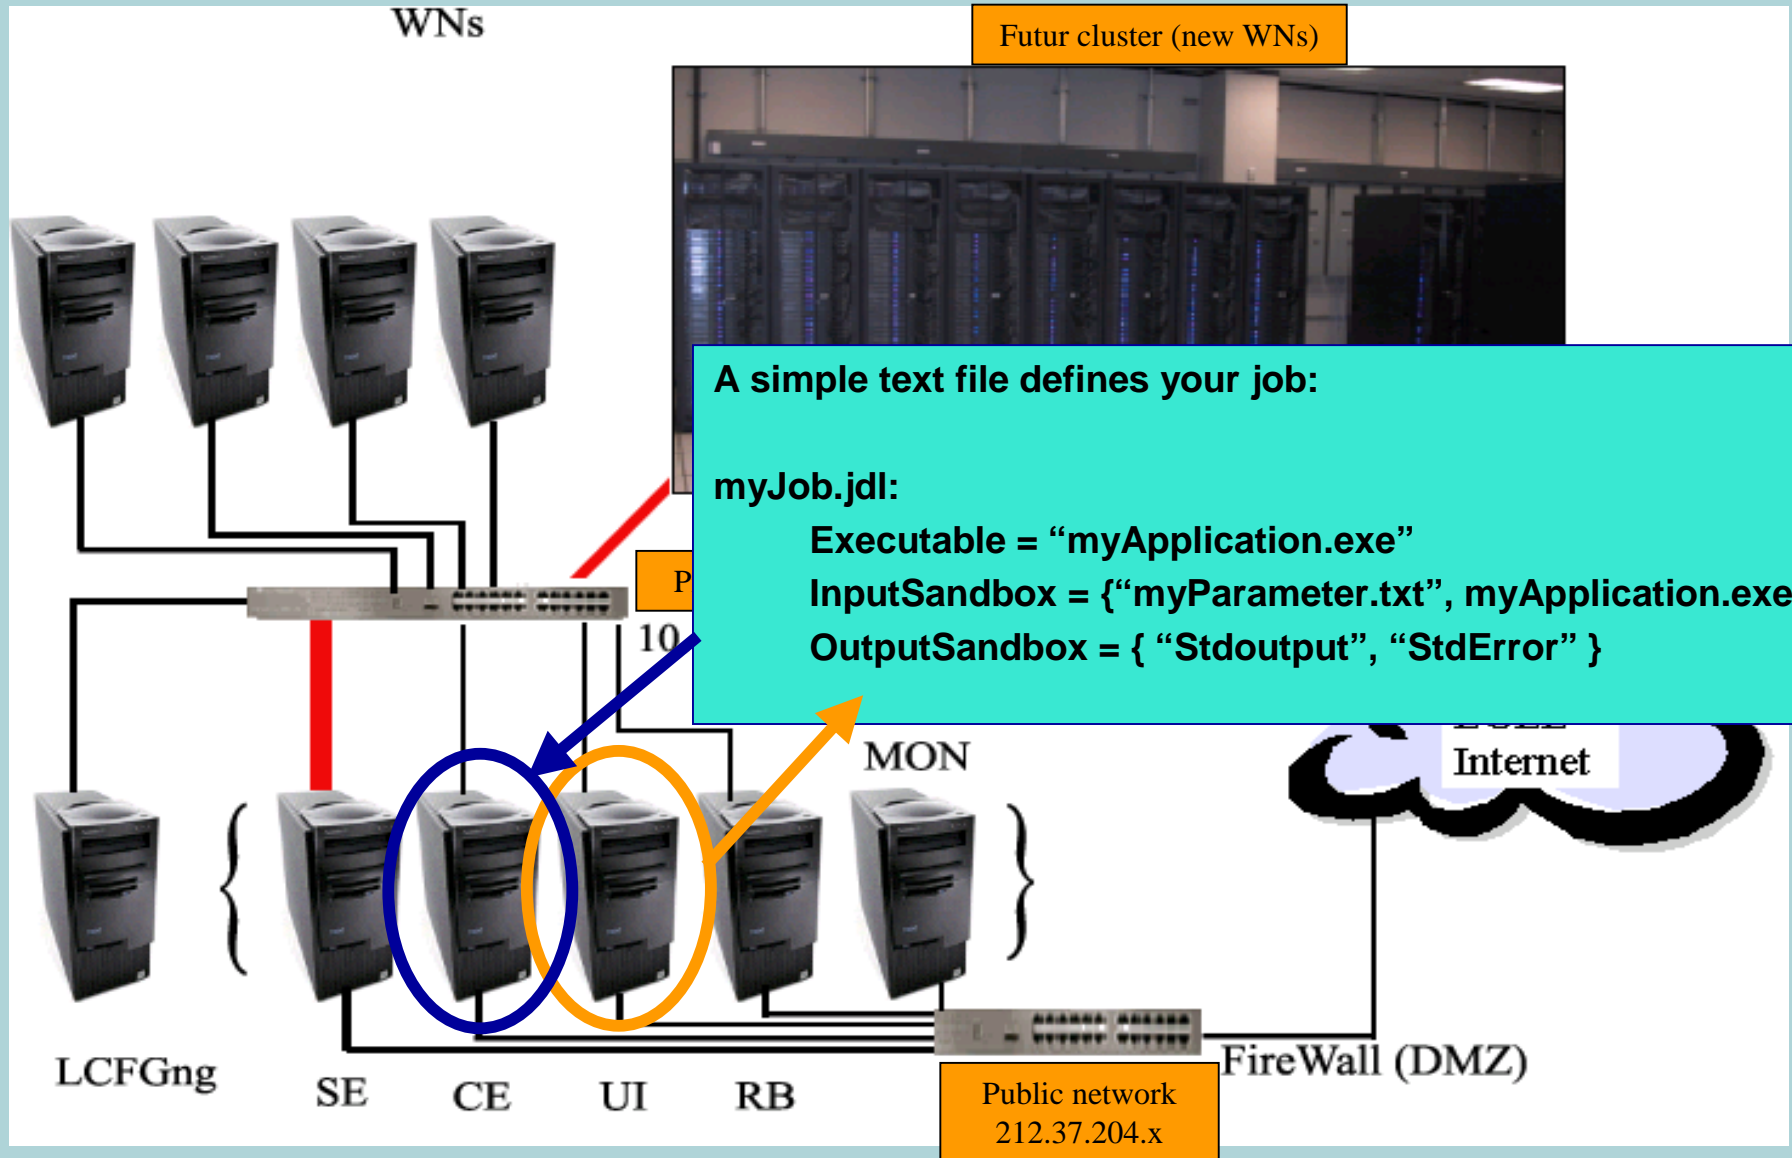 WNs
Futur cluster (new WNs)
A simple text file defines your job:
myJob.jdl:
Executable = “myApplication.exe”
InputSandbox = {“myParameter.txt”, myApplication.exe
OutputSandbox = { “Stdoutput”, “StdError” }
P
10
MON
Internet
LCFGng
SE
CE
UI
RB
FireWall (DMZ)
Public network
212.37.204.x